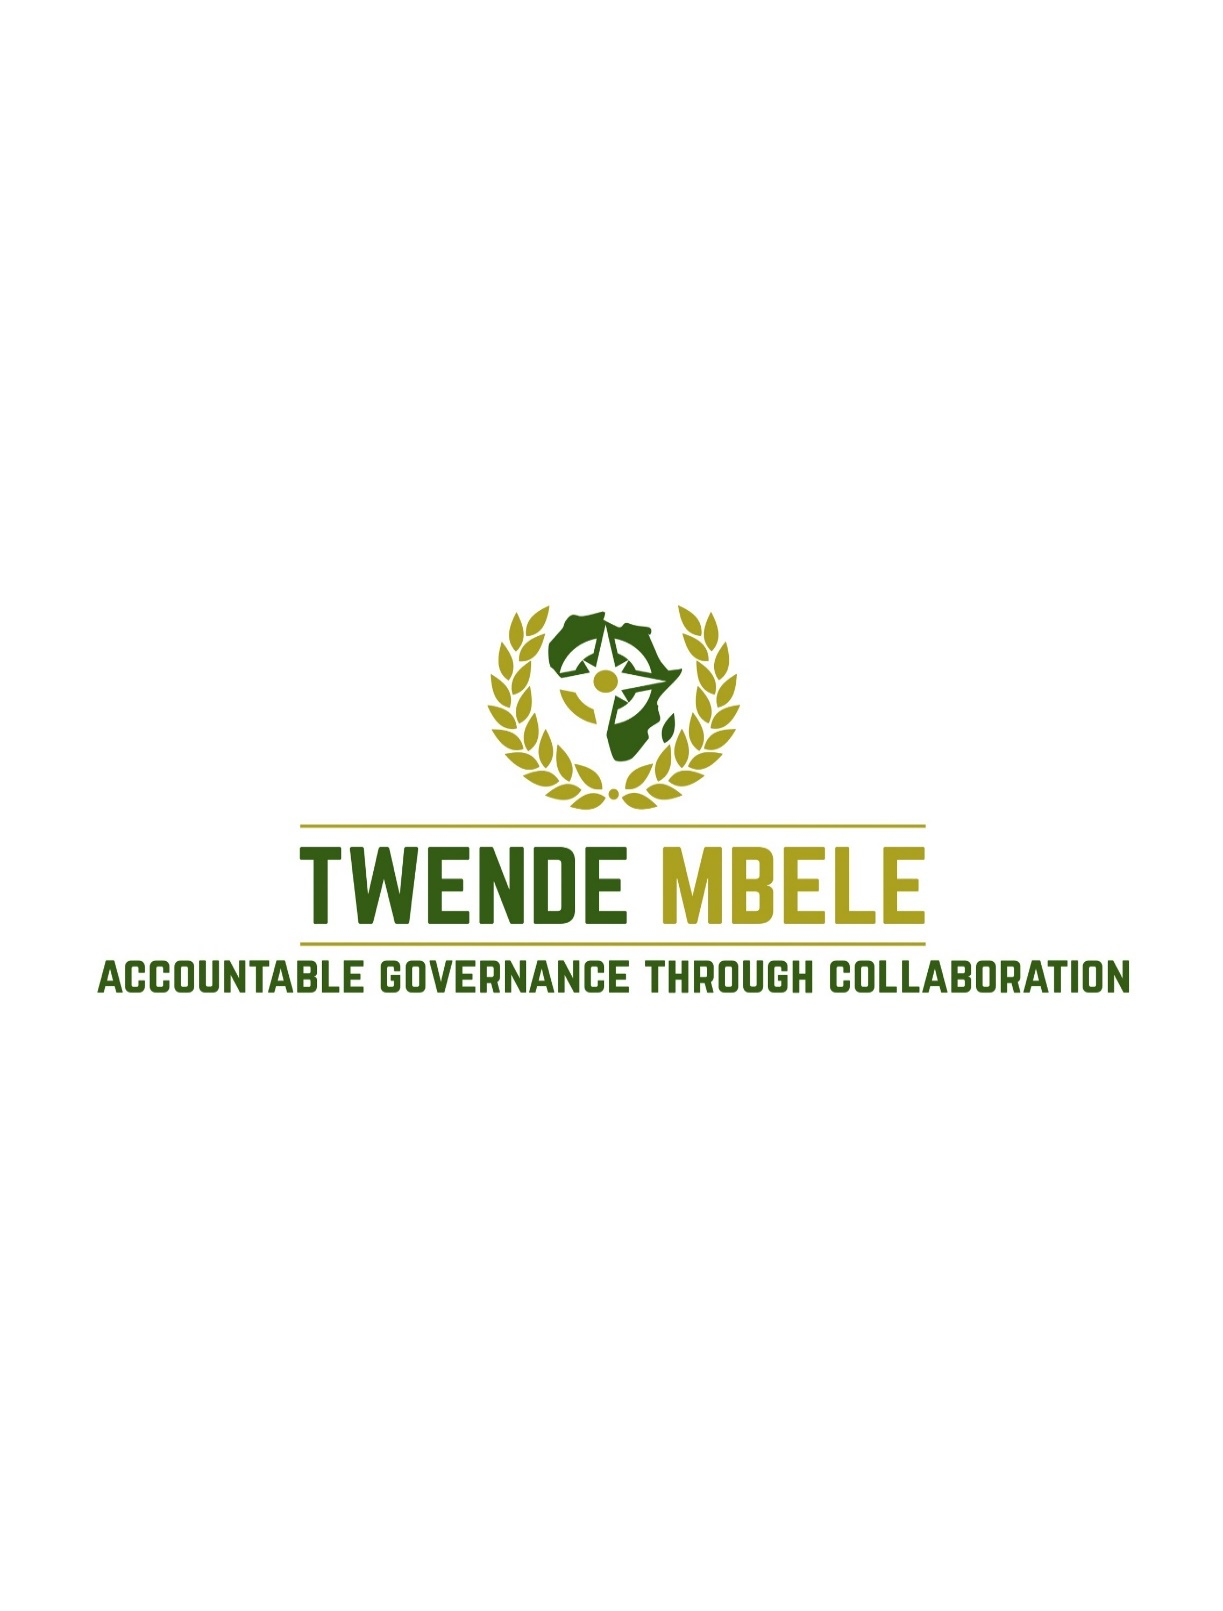 TWENDE MBELE
ACCOUNTABLE GOVERNANCE THROUGH COLLABORATION